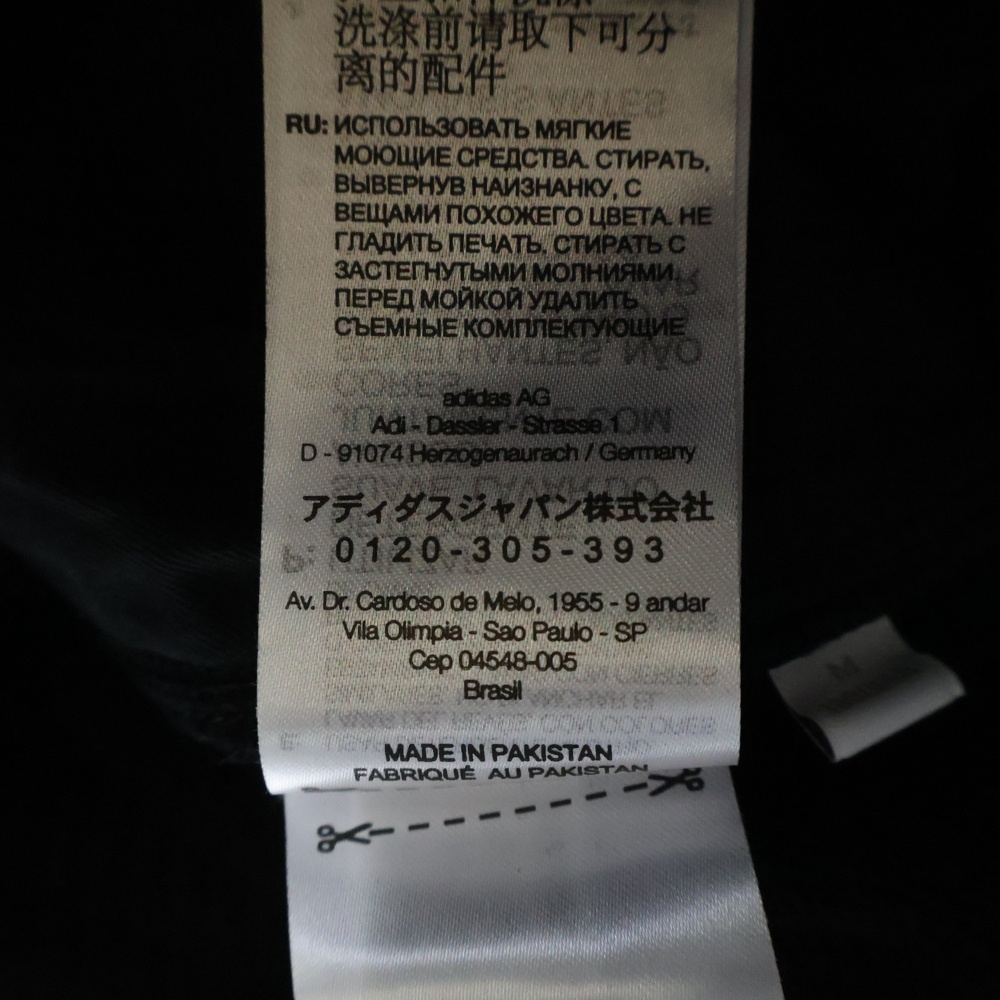 洗涤前请取下可分
离的配件
RU: ИСПОЛЬЗОВАТЬ МЯГКИЕ
МОЮЩИЕ СРЕДСТВА. СТИРАТЬ,
ВЫВЕРНУВ НАИЗНАНКУ, С
ВЕЩАМИ ПОХОЖЕГО ЦВЕТА. НЕ
ГЛАДИТЬ ПЕЧАТЬ. СТИРАТЬ С
ЗАСТЕГНУТЫМИ МОЛНИЯМИ.
ПЕРЕД МОЙКОЙ УДАЛИТЬ
СЪЕМНЫЕ КОМПЛЕКТУЮЩИЕ
adidas AG
Adi - Dassler - Strasse 1
D - 91074 Herzogenaurach / Germany
アディダスジャパン株式会社
0120-305-393
Av. Dr. Cardoso de Melo, 1955 - 9 andar
Vila Olimpia - Sao Paulo - SP
Cep 04548-005
Brasil
MADE IN PAKISTAN
FABRIQUÉ AU PAKISTAN
M